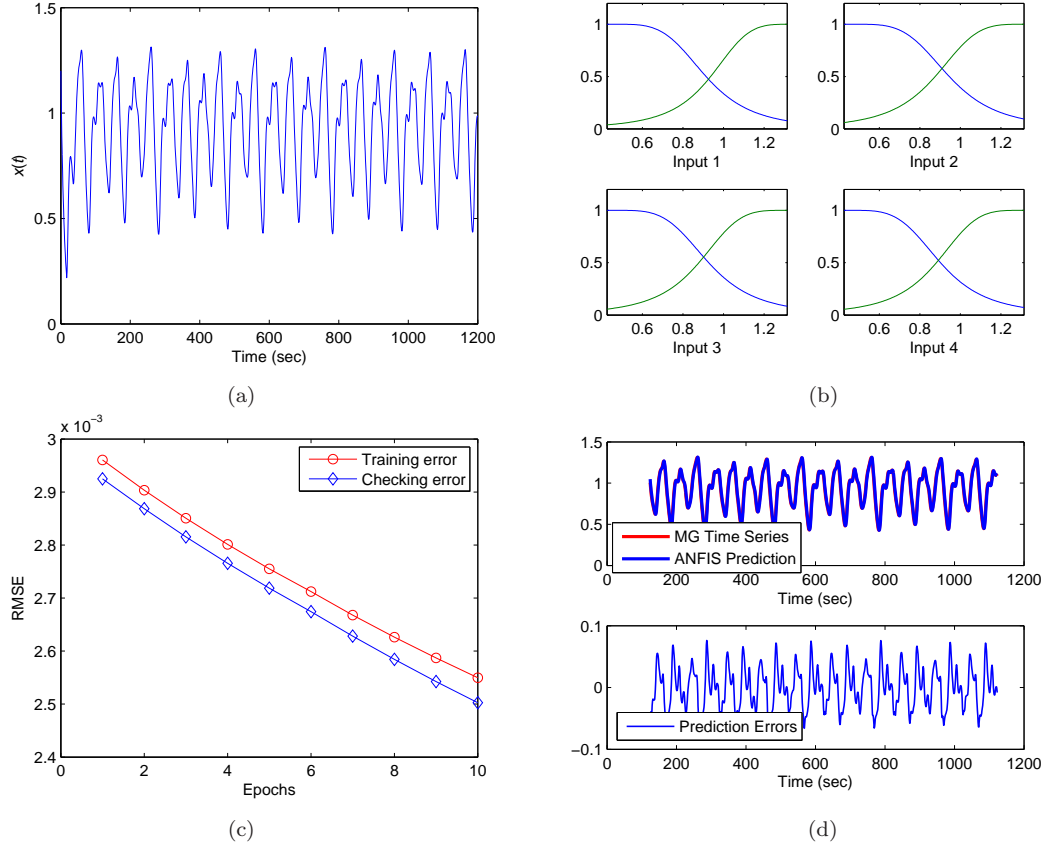 1.5
1
0.5
0
x(t)
0 200 400 600 800 1000 1200
Time (sec)
(a)
1
0.5
0
0.6 0.8 1 1.2
Input 1
1
0.5
0
0.6 0.8 1 1.2
Input 2
1
0.5
0
0.6 0.8 1 1.2
Input 3
1
0.5
0
0.6 0.8 1 1.2
Input 4
(b)
x 10−3
3
2.9
2.8
2.7
2.6
2.5
2.4
RMSE
Training error
Checking error
0 2 4 6 8 10
Epochs
(c)
1.5
1
0.5
0
MG Time Series
ANFIS Prediction
0 200 400 600 800 1000 1200
Time (sec)
0.1
0
−0.1
Prediction Errors
0 200 400 600 800 1000 1200
Time (sec)
(d)